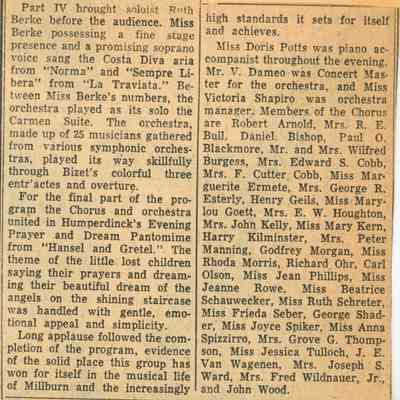 Part IV brought soloist Ruth
Berke before the audience. Miss
Berke possessing a fine stage
presence and a promising soprano
voice sang the Costa Diva aria
from "Norma" and "Sempre Li-
bera" from "La Traviata." Be-
tween Miss Berke's numbers, the
orchestra played as its solo the
Carmen Suite. The orchestra,
made up of 25 musicians gathered
from various symphonic orches-
tras, played its way skillfully
through Bizet's colorful three
entr'actes and overture.
For the final part of the pro-
gram the Chorus and orchestra
united in Humperdinck's Evening
Prayer and Dream Pantomime
from "Hansel and Gretel." The
theme of the little lost children
saying their prayers and dream-
ing their beautiful dream of the
angels on the shining staircase
was handled with gentle, emo-
tional appeal and simplicity.
Long applause followed the com-
pletion of the program, evidence
of the solid place this group has
won for itself in the musical life
of Millburn and the increasingly
high standards it sets for itself
and achieves.
Miss Doris Potts was piano ac-
companist throughout the evening.
Mr. V. Dameo was Concert Mas-
ter for the orchestra, and Miss
Victoria Shapiro was orchestra
manager. Members of the Chorus
are Robert Arnold, Mrs. R. E.
Bull, Daniel Bishop, Paul O.
Blackmore, Mr. and Mrs. Wilfred
Burgess, Mrs. Edward S. Cobb,
Mrs. F. Cutter Cobb, Miss Mar-
guerite Ermete, Mrs. George R.
Esterly, Henry Geils, Miss Mary-
lou Goett, Mrs. E. W. Houghton,
Mrs. John Kelly, Miss Mary Kern,
Harry Kilminster, Mrs. Peter
Manning, Godfrey Morgan, Miss
Rhoda Morris, Richard Ohr, Carl
Olson, Miss Jean Phillips, Miss
Jeanne Rowe, Miss Beatrice
Schauwecker, Miss Ruth Schreter,
Miss Frieda Seber, George Shad-
er, Miss Joyce Spiker, Miss Anna
Spizzirro, Mrs. Grove G. Thomp-
son, Miss Jessica Tulloch, J. E.
Van Wagenen, Mrs. Joseph S.
Ward, Mrs. Fred Wildnauer, Jr.,
and John Wood.